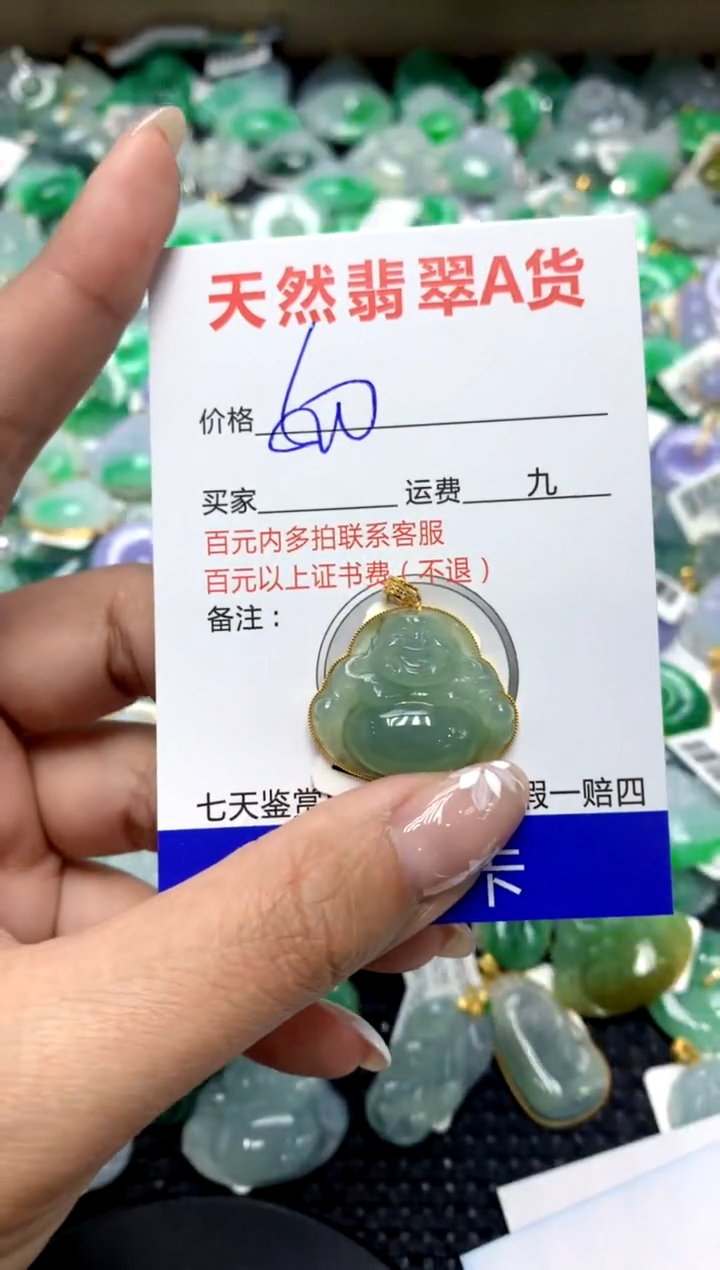 天然翡翠A货
价格 600
买家 运费 九
百元内多拍联系客服
百元以上证书费(不退)
备注:
七天鉴赏 假一赔四
卡